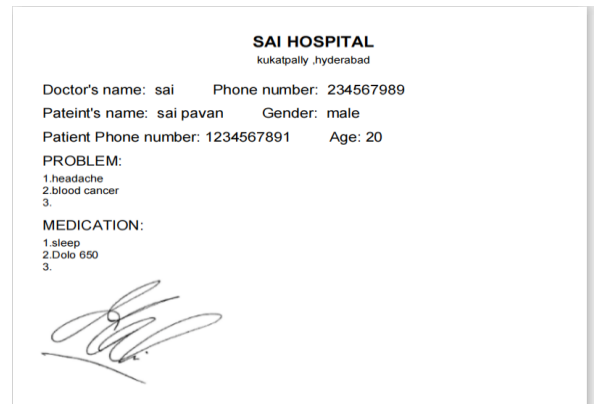 SAI HOSPITAL
kukatpally ,hyderabad
Doctor's name: sai Phone number: 234567989
Pateint's name: sai pavan Gender: male
Patient Phone number: 1234567891 Age: 20
PROBLEM:
1.headache
2.blood cancer
3.
MEDICATION:
1.sleep
2.Dolo 650
3.